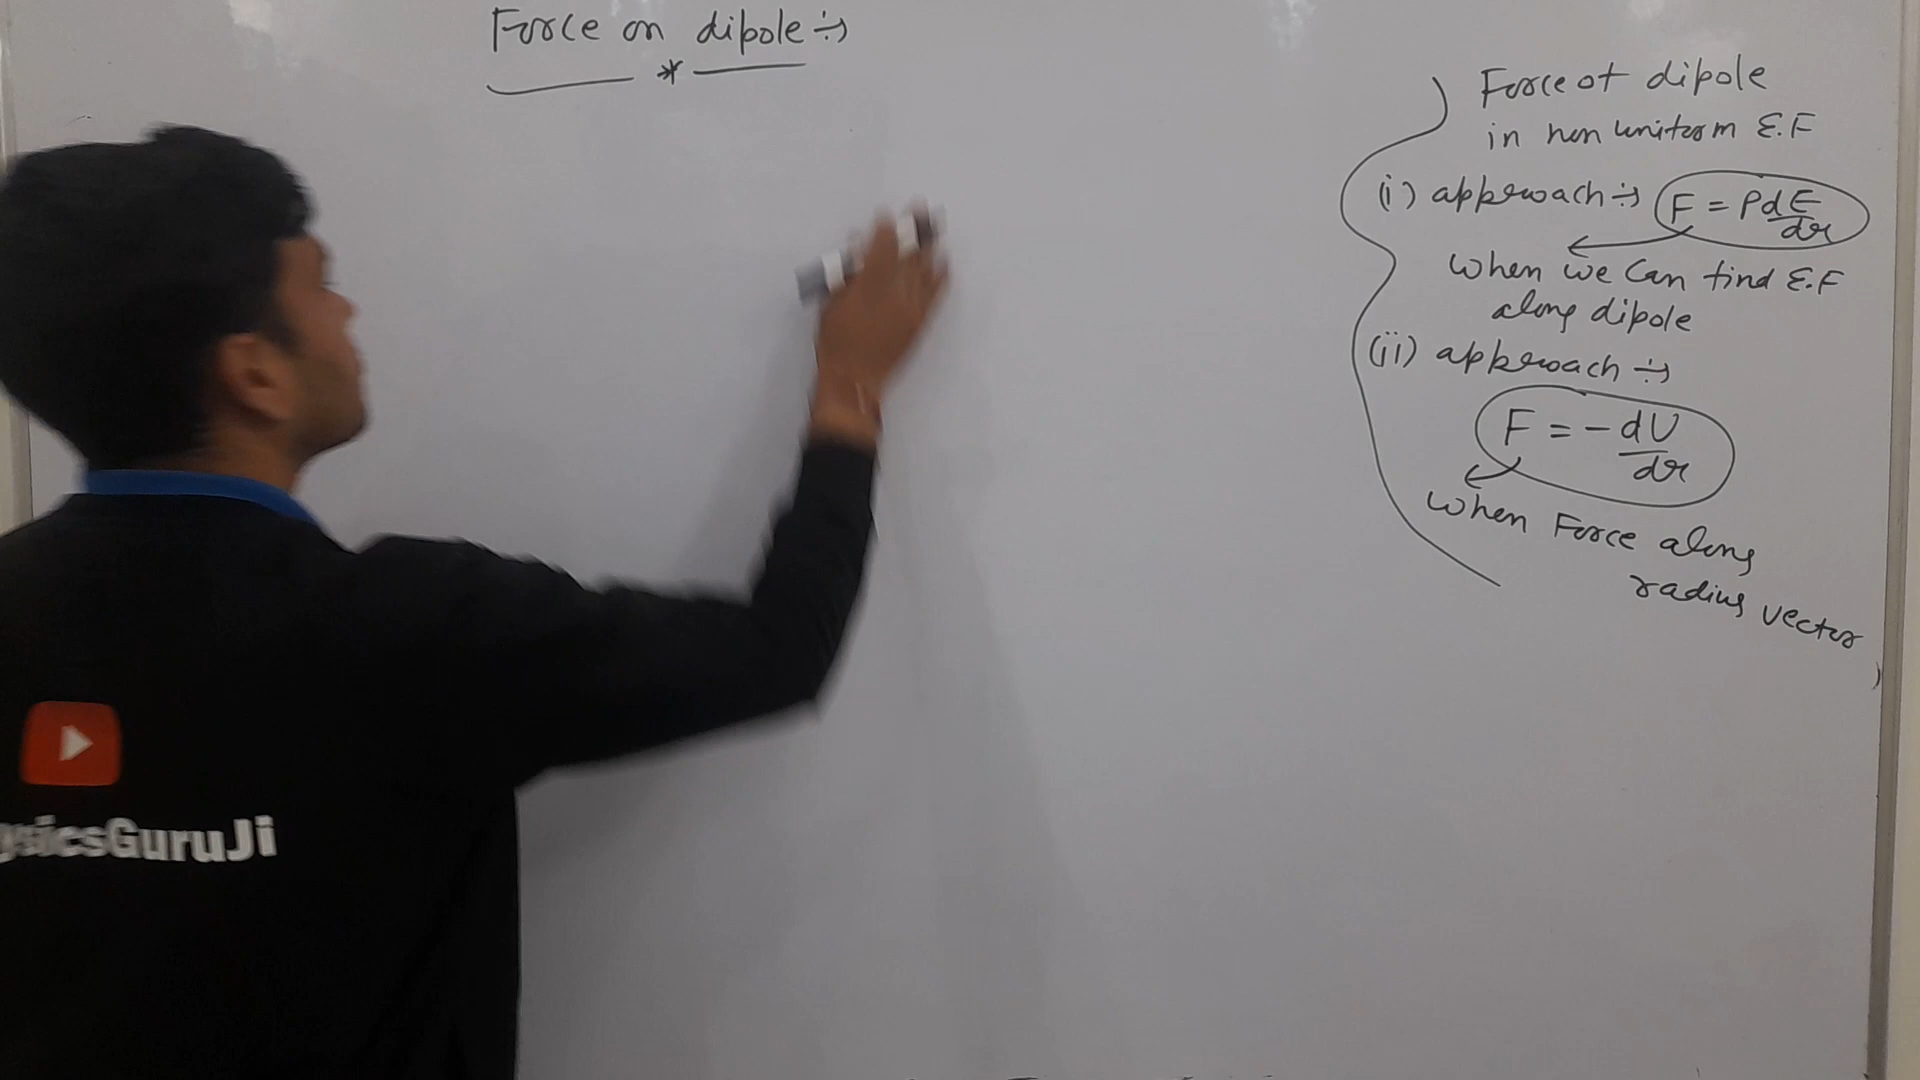 Force on dipole :→
*
Force of dipole
in non uniform E.F
(i) approach :→ F = P dE/dr
When we Can find E.F
along dipole
(ii) approach :→
F = - dU/dr
When Force along
radius vector
ysicsGuruJi